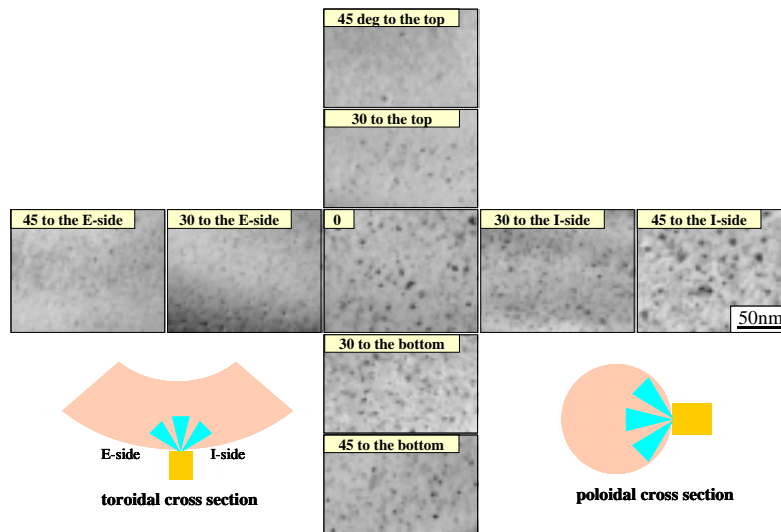 45 deg to the top
30 to the top
45 to the E-side
30 to the E-side
0
30 to the I-side
45 to the I-side
50nm
30 to the bottom
E-side
I-side
45 to the bottom
toroidal cross section
poloidal cross section